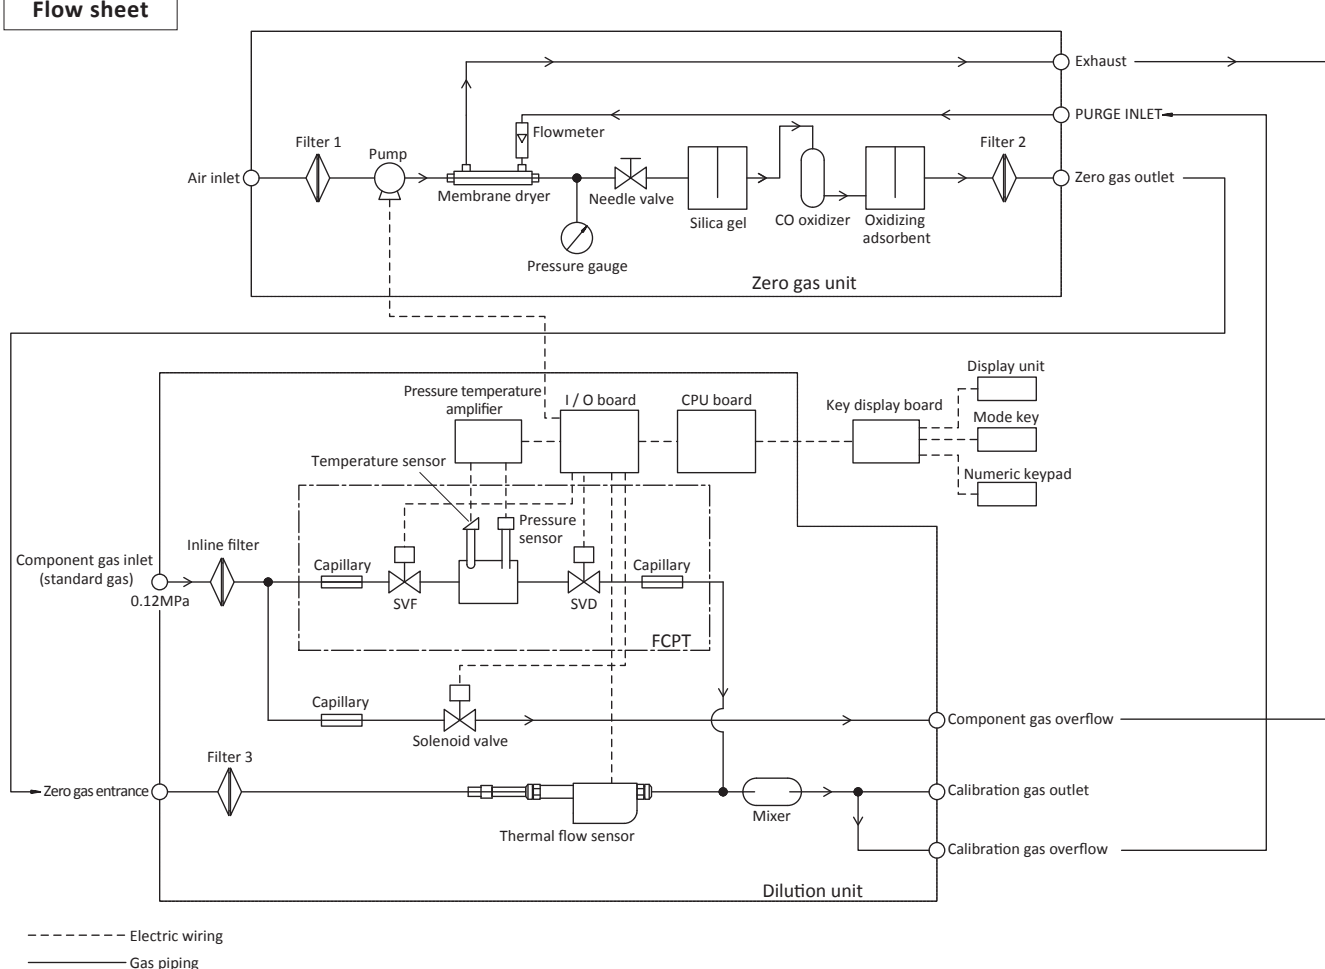 Flow sheet
Exhaust
PURGE INLET
Flowmeter
Filter 1
Pump
Filter 2
Air inlet
Zero gas outlet
Membrane dryer
Needle valve
Silica gel
CO oxidizer
Oxidizing
adsorbent
Pressure gauge
Zero gas unit
Display unit
Pressure temperature
amplifier
I / O board
CPU board
Key display board
Mode key
Temperature sensor
Numeric keypad
Pressure
sensor
Inline filter
Component gas inlet
(standard gas)
0.12MPa
Capillary
SVF
SVD
Capillary
FCPT
Capillary
Solenoid valve
Component gas overflow
Filter 3
Zero gas entrance
Thermal flow sensor
Mixer
Calibration gas outlet
Calibration gas overflow
Dilution unit
Electric wiring
Gas piping